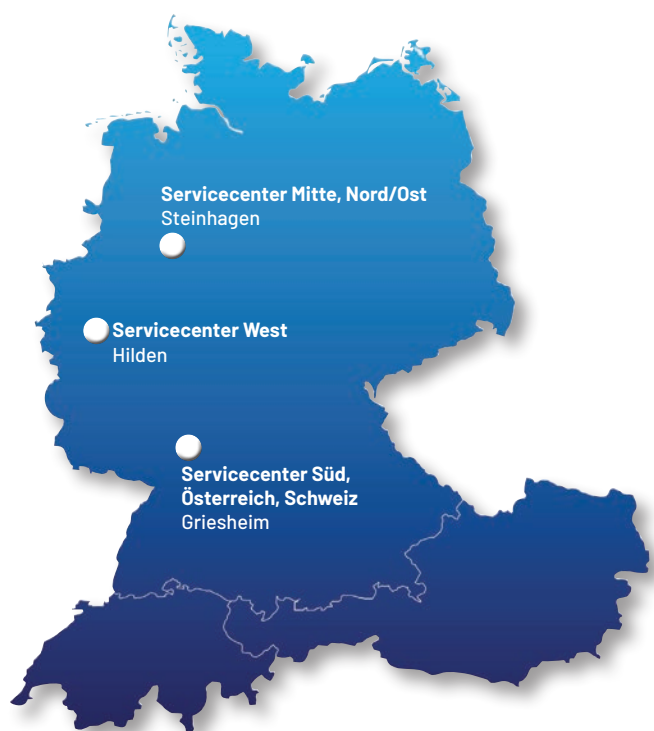 Servicecenter Mitte, Nord/Ost
Steinhagen
Servicecenter West
Hilden
Servicecenter Süd,
Österreich, Schweiz
Griesheim